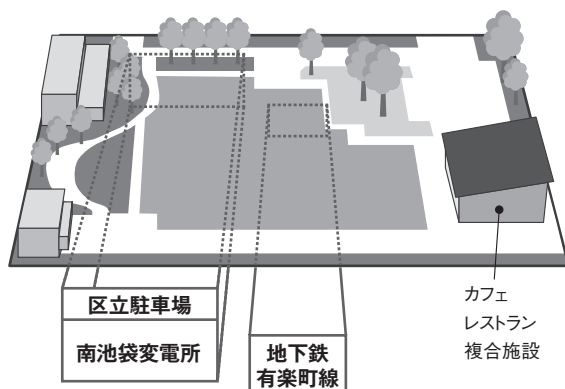 区立駐車場
南池袋変電所
地下鉄
有楽町線
カフェ
レストラン
複合施設